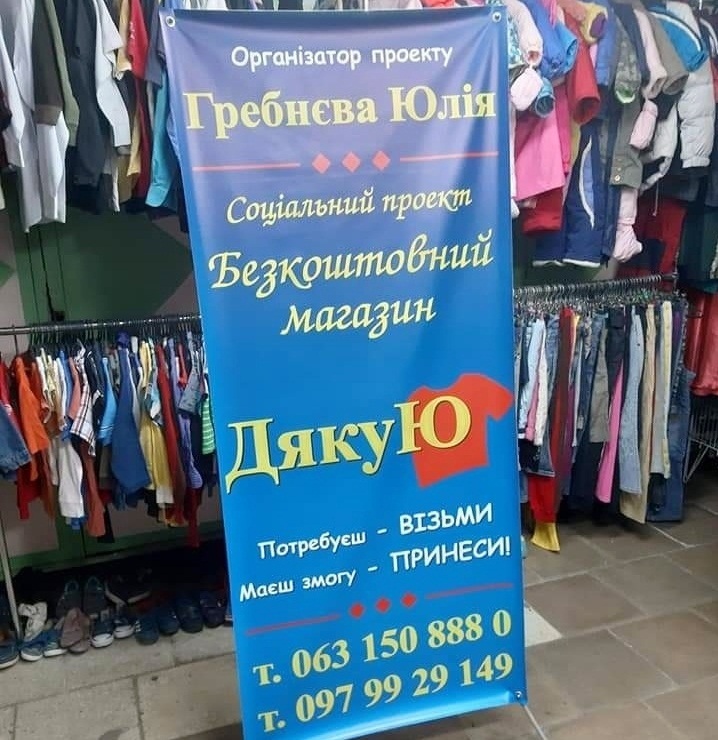 Організатор проекту
Гребнєва Юлія
Соціальний проект
Безкоштовний
магазин
ДякуЮ
Потребуєш - ВІЗЬМИ
Маєш змогу - ПРИНЕСИ!
т. 063 150 888 0
т. 097 99 29 149